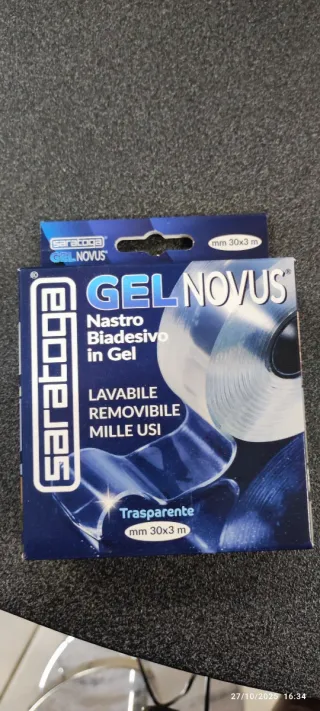 saratoga
GEL NOVUS®
mm 30x3 m
®
saratoga
GEL NOVUS®
Nastro
Biadesivo
in Gel
LAVABILE
REMOVIBILE
MILLE USI
Trasparente
mm 30x3 m
27/10/2025 16:34